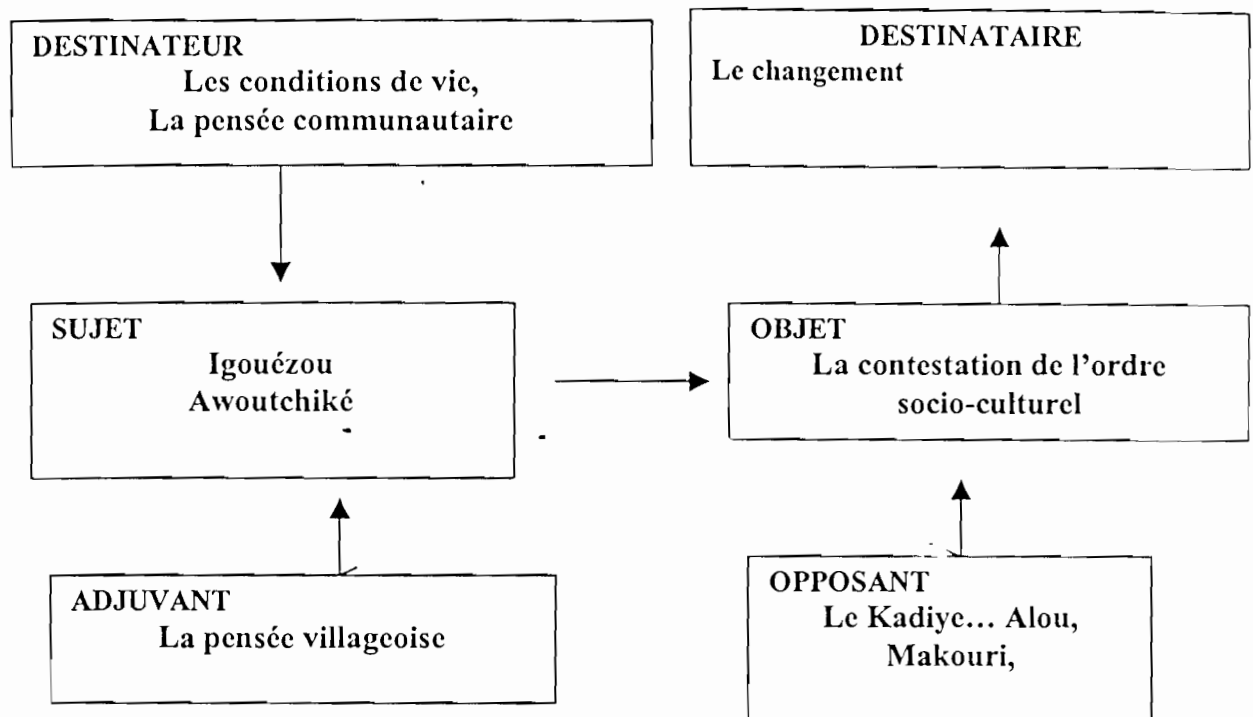 DESTINATEUR
Les conditions de vie,
La pensée communautaire
DESTINATAIRE
Le changement
SUJET
Igouézou
Awoutchiké
OBJET
La contestation de l'ordre
socio-culturel
ADJUVANT
La pensée villageoise
OPPOSANT
Le Kadiye... Alou,
Makouri,